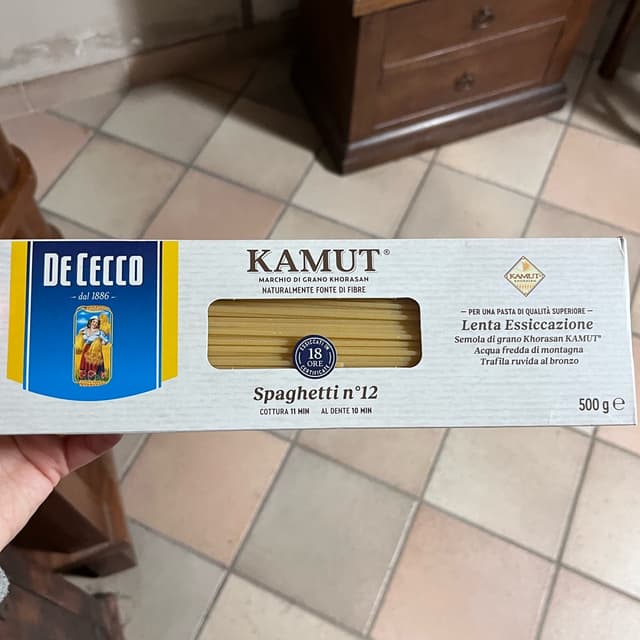 DE CECCO
dal 1886
KAMUT®
MARCHIO DI GRANO KHORASAN
NATURALMENTE FONTE DI FIBRE
ESSICCATI IN
18
ORE
CERTIFICATE
Spaghetti n°12
COTTURA 11 MIN AL DENTE 10 MIN
KAMUT
— PER UNA PASTA DI QUALITÀ SUPERIORE —
Lenta Essiccazione
Semola di grano Khorasan KAMUT®
Acqua fredda di montagna
Trafila ruvida al bronzo
500 g ℮